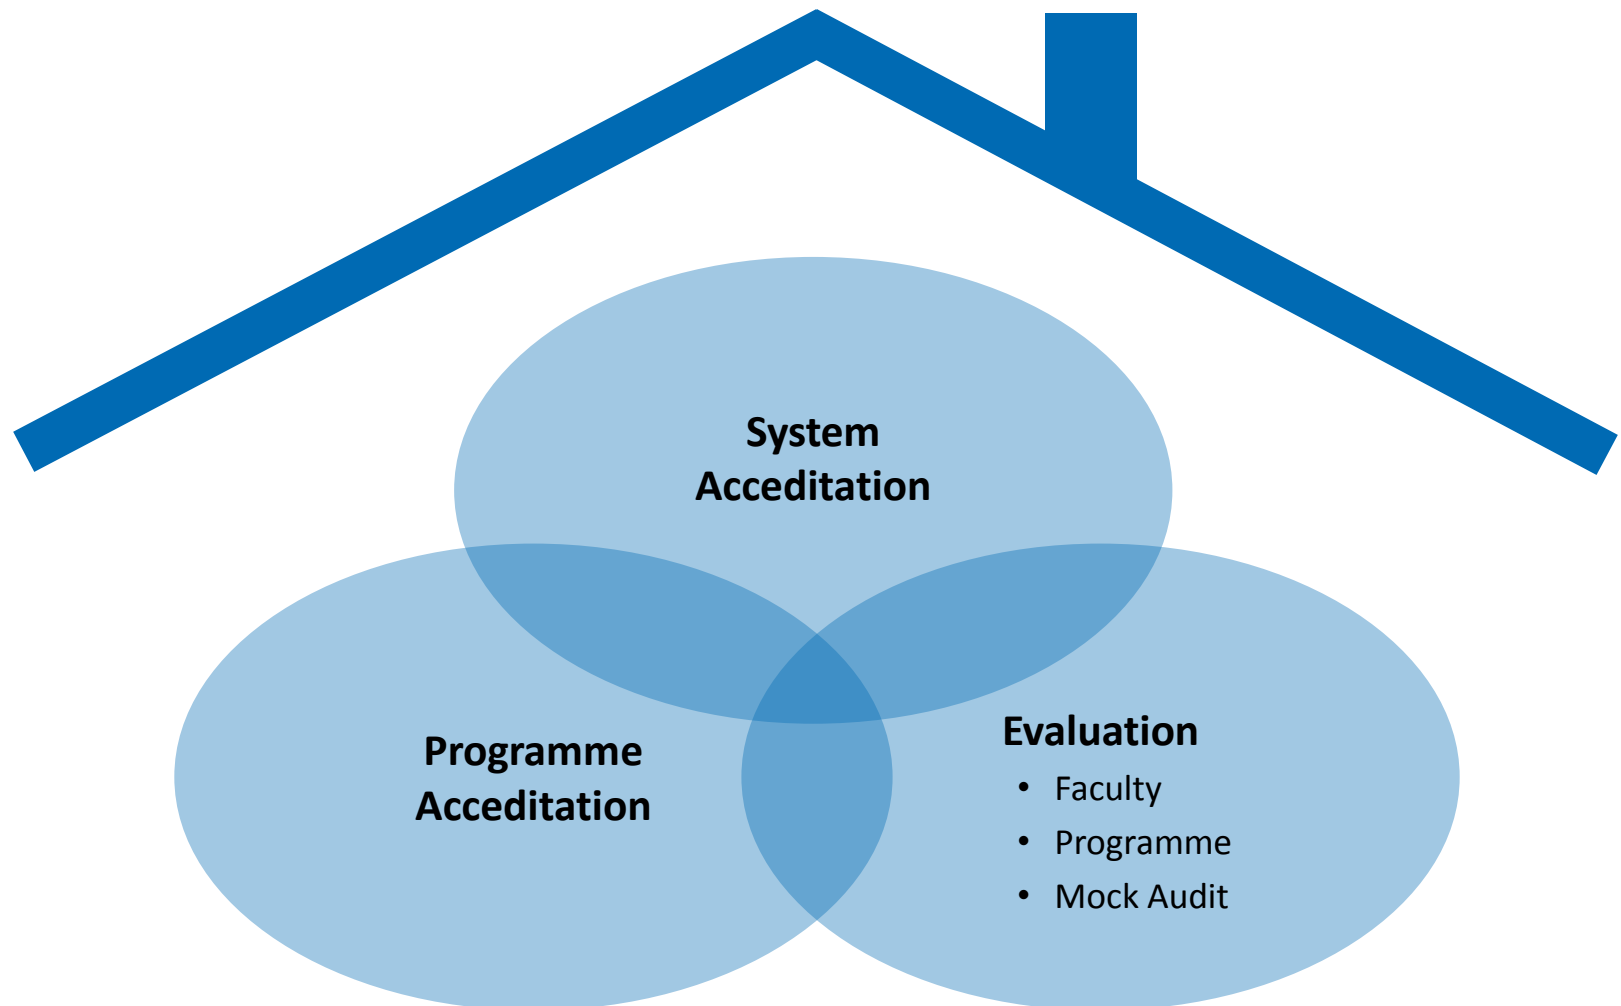 System
Acceditation
Programme
Acceditation
Evaluation
• Faculty
• Programme
• Mock Audit